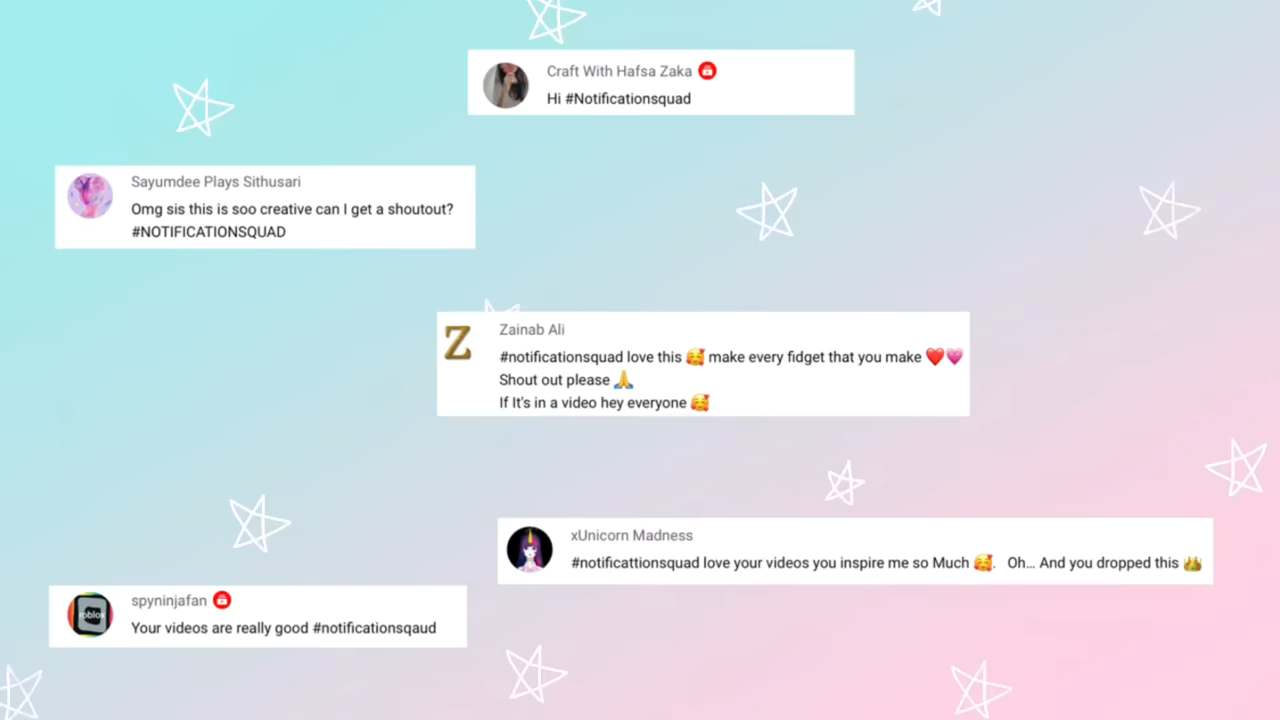 Craft With Hafsa Zaka
Hi #Notificationsquad
Sayumdee Plays Sithusari
Omg sis this is soo creative can I get a shoutout?
#NOTIFICATIONSQUAD
Z
Zainab Ali
#notificationsquad love this 🥰 make every fidget that you make ❤️💗
Shout out please 🙏
If It's in a video hey everyone 🥰
xUnicorn Madness
#notificattionsquad love your videos you inspire me so Much 🥰. Oh... And you dropped this 👑
roblox
spyninjafan
Your videos are really good #notificationsqaud